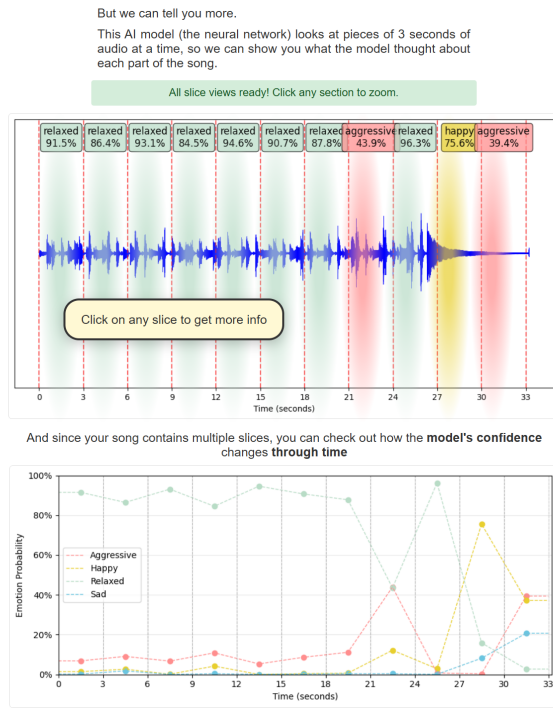 But we can tell you more.
This AI model (the neural network) looks at pieces of 3 seconds of
audio at a time, so we can show you what the model thought about
each part of the song.
All slice views ready! Click any section to zoom.
relaxed relaxed relaxed relaxed relaxed relaxed relaxed aggressive relaxed happy aggressive
91.5% 86.4% 93.1% 84.5% 94.6% 90.7% 87.8% 43.9% 96.3% 75.6% 39.4%
Click on any slice to get more info
0 3 6 9 12 15 18 21 24 27 30 33
Time (seconds)
And since your song contains multiple slices, you can check out how the model's confidence
changes through time
100%
80%
60%
40%
20%
0%
Emotion Probability
Aggressive
Happy
Relaxed
Sad
0 3 6 9 12 15 18 21 24 27 30 33
Time (seconds)